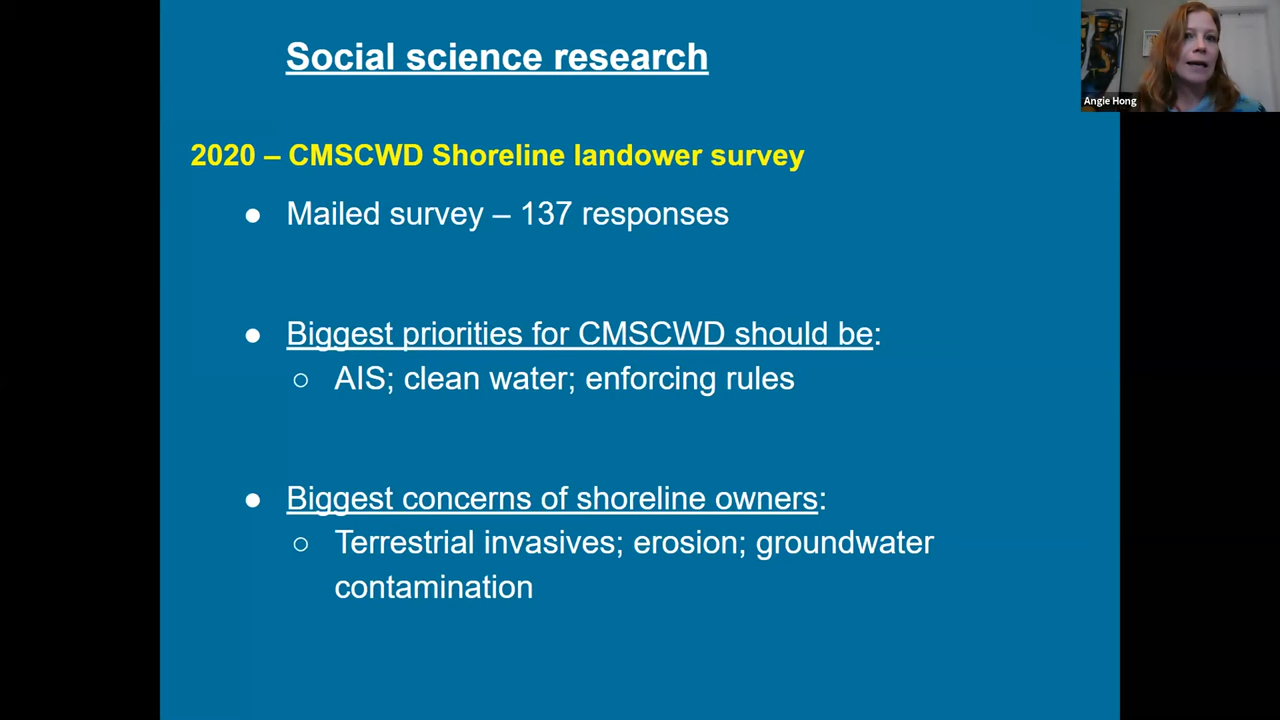 Social science research
Angie Hong
2020 – CMSCWD Shoreline landower survey
● Mailed survey – 137 responses
● Biggest priorities for CMSCWD should be:
○ AIS; clean water; enforcing rules
● Biggest concerns of shoreline owners:
○ Terrestrial invasives; erosion; groundwater
contamination